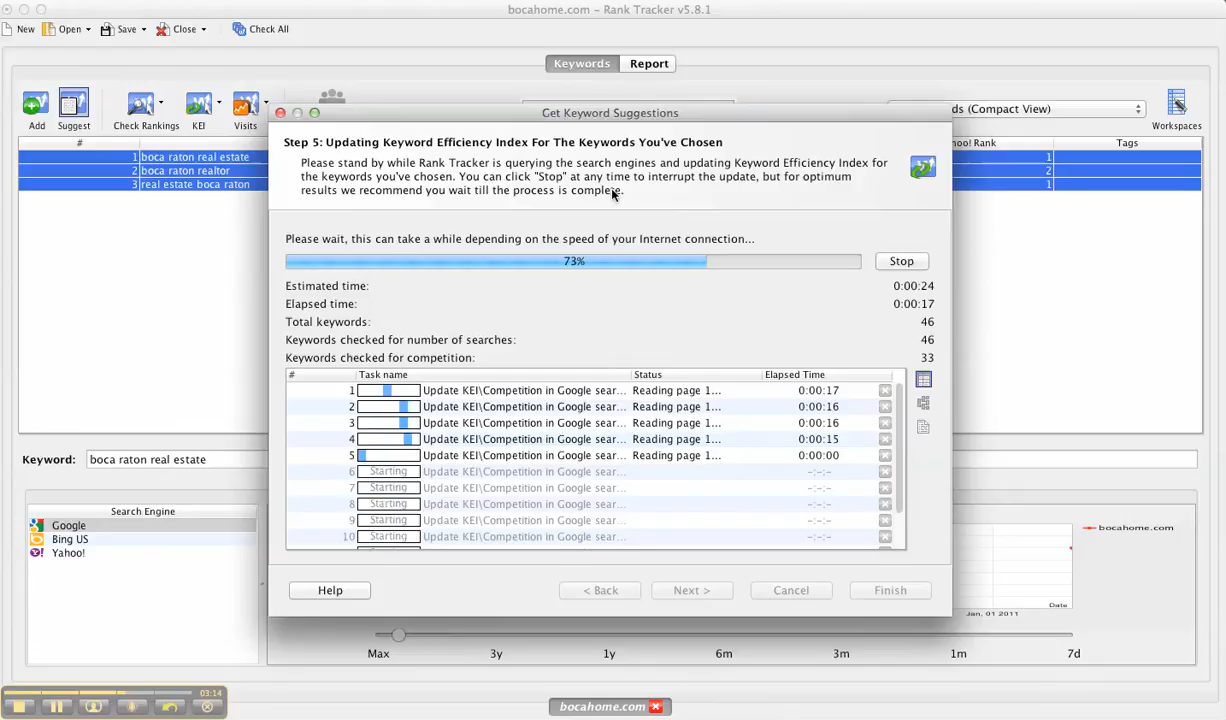 bocahome.com – Rank Tracker v5.8.1
New Open Save Close Check All
Keywords Report
Add Suggest Check Rankings KEI Visits
ds (Compact View)
Workspaces
# hoo! Rank Tags
1 boca raton real estate 1
2 boca raton realtor 2
3 real estate boca raton 1
Get Keyword Suggestions
Step 5: Updating Keyword Efficiency Index For The Keywords You've Chosen
Please stand by while Rank Tracker is querying the search engines and updating Keyword Efficiency Index for
the keywords you've chosen. You can click "Stop" at any time to interrupt the update, but for optimum
results we recommend you wait till the process is complete.
Please wait, this can take a while depending on the speed of your Internet connection...
73% Stop
Estimated time: 0:00:24
Elapsed time: 0:00:17
Total keywords: 46
Keywords checked for number of searches: 46
Keywords checked for competition: 33
# Task name Status Elapsed Time
1 Update KEI\Competition in Google sear... Reading page 1... 0:00:17
2 Update KEI\Competition in Google sear... Reading page 1... 0:00:16
3 Update KEI\Competition in Google sear... Reading page 1... 0:00:16
4 Update KEI\Competition in Google sear... Reading page 1... 0:00:15
5 Update KEI\Competition in Google sear... Reading page 1... 0:00:00
6 Starting Update KEI\Competition in Google sear... -:-:-
7 Starting Update KEI\Competition in Google sear... -:-:-
8 Starting Update KEI\Competition in Google sear... -:-:-
9 Starting Update KEI\Competition in Google sear... -:-:-
10 Starting Update KEI\Competition in Google sear... -:-:-
Help < Back Next > Cancel Finish
Keyword: boca raton real estate
Search Engine
Google
Bing US
Yahoo!
bocahome.com
Date
Jan, 01 2011
Max 3y 1y 6m 3m 1m 7d
03:14
bocahome.com